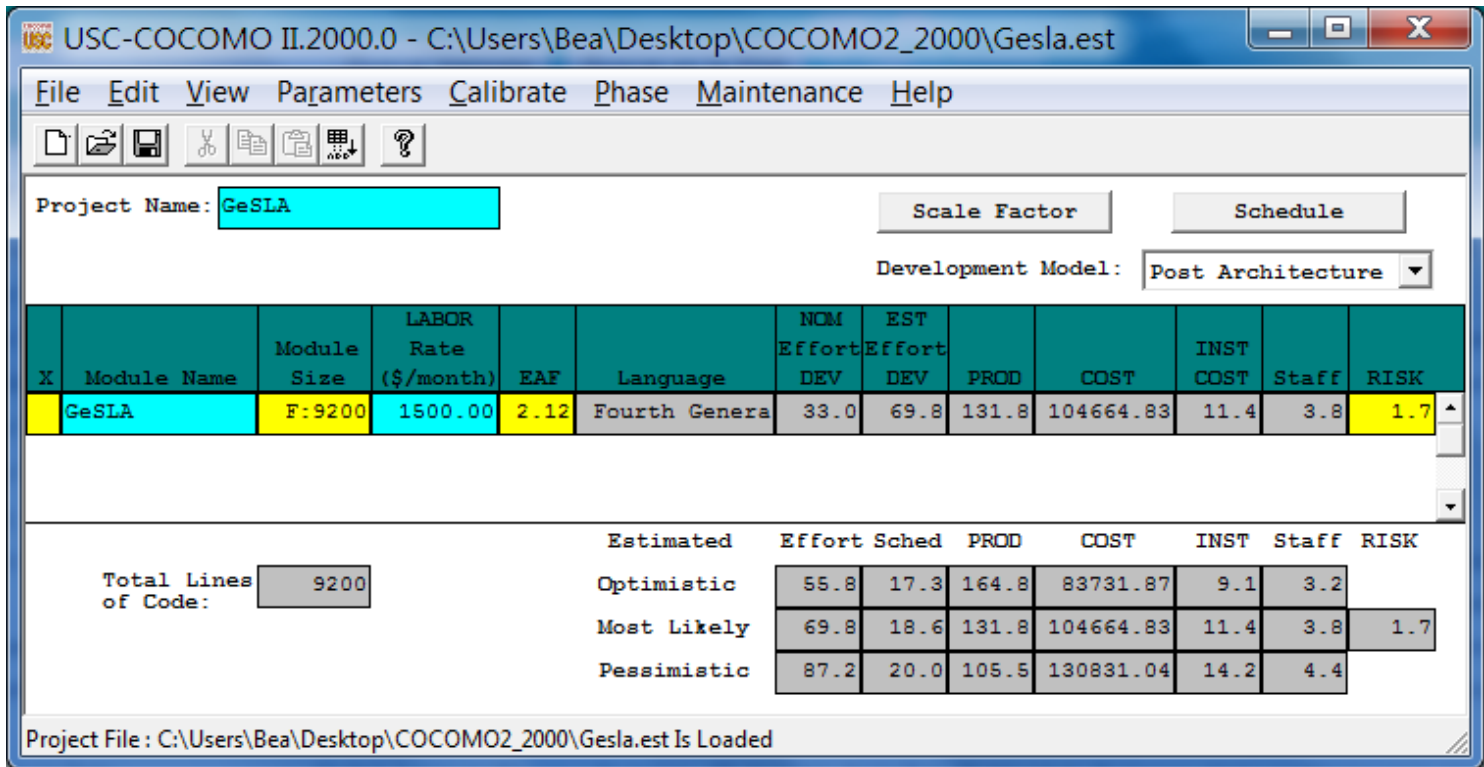 USC-COCOMO II.2000.0 - C:\Users\Bea\Desktop\COCOMO2_2000\Gesla.est
File Edit View Parameters Calibrate Phase Maintenance Help
Project Name: GeSLA
Scale Factor Schedule
Development Model: Post Architecture
X Module Name Module Size LABOR Rate ($/month) EAF Language NOM Effort DEV EST Effort DEV PROD COST INST COST Staff RISK
GeSLA F:9200 1500.00 2.12 Fourth Genera 33.0 69.8 131.8 104664.83 11.4 3.8 1.7
Estimated Effort Sched PROD COST INST Staff RISK
Total Lines of Code: 9200
Optimistic 55.8 17.3 164.8 83731.87 9.1 3.2
Most Likely 69.8 18.6 131.8 104664.83 11.4 3.8 1.7
Pessimistic 87.2 20.0 105.5 130831.04 14.2 4.4
Project File : C:\Users\Bea\Desktop\COCOMO2_2000\Gesla.est Is Loaded